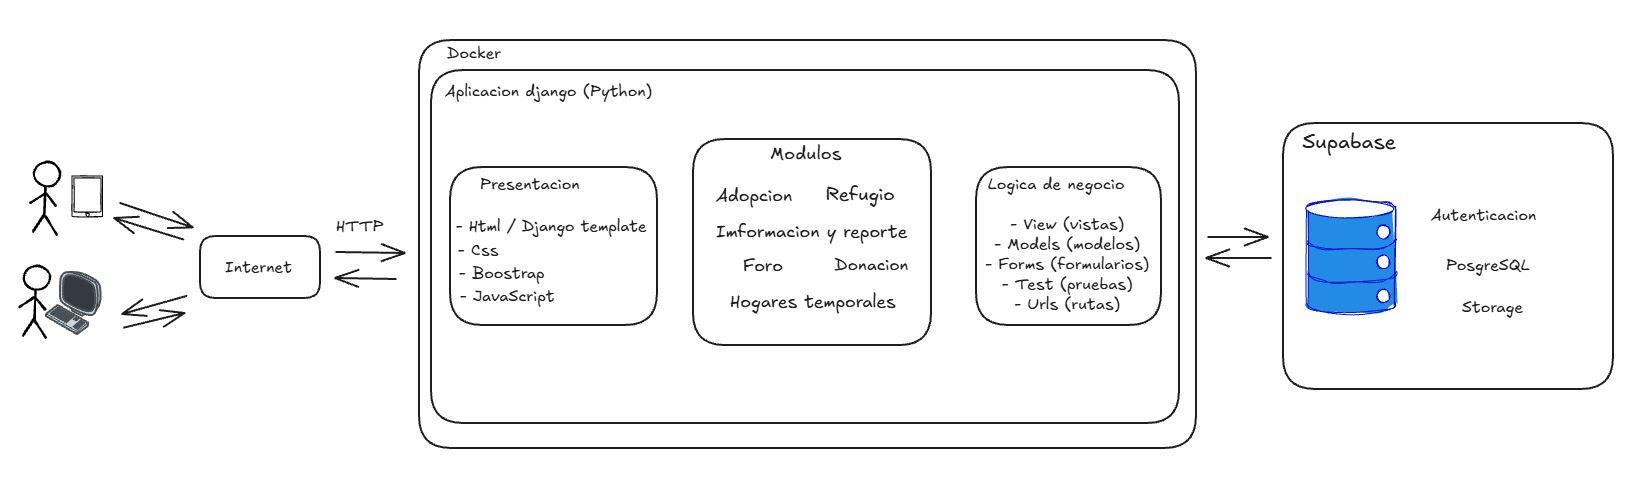 Docker
Aplicacion django (Python)
Presentacion
- Html / Django template
- Css
- Boostrap
- JavaScript
Modulos
Adopcion Refugio
Imformacion y reporte
Foro Donacion
Hogares temporales
Logica de negocio
- View (vistas)
- Models (modelos)
- Forms (formularios)
- Test (pruebas)
- Urls (rutas)
Supabase
Autenticacion
PosgreSQL
Storage
HTTP
Internet